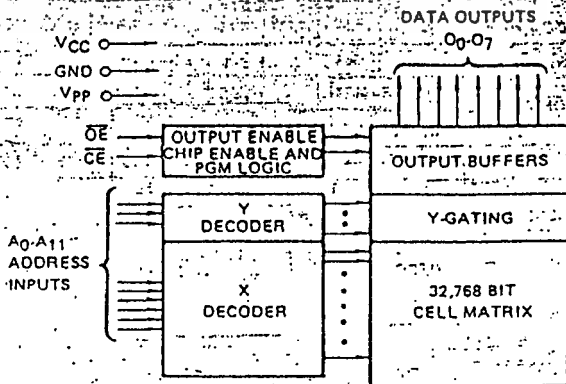 DATA OUTPUTS
O0-O7
VCC
GND
VPP
OE
CE
OUTPUT ENABLE
CHIP ENABLE AND
PGM LOGIC
OUTPUT BUFFERS
Y
DECODER
Y-GATING
A0-A11
ADDRESS
INPUTS
X
DECODER
32,768 BIT
CELL MATRIX